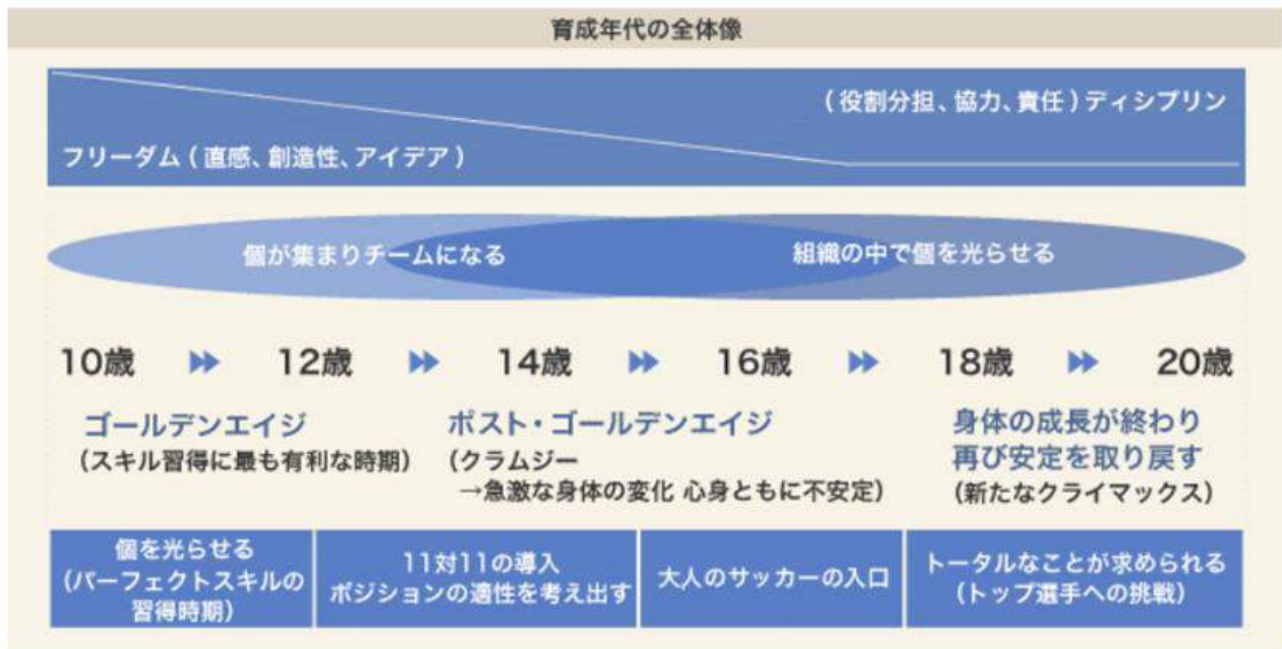 育成年代の全体像
(役割分担、協力、責任)ディシプリン
フリーダム(直感、創造性、アイデア)
個が集まりチームになる
組織の中で個を光らせる
10歳
12歳
14歳
16歳
18歳
20歳
ゴールデンエイジ
(スキル習得に最も有利な時期)
ポスト・ゴールデンエイジ
(クラムジー
→急激な身体の変化 心身ともに不安定)
身体の成長が終わり
再び安定を取り戻す
(新たなクライマックス)
個を光らせる
(パーフェクトスキルの
習得時期)
11対11の導入
ポジションの適性を考え出す
大人のサッカーの入口
トータルなことが求められる
(トップ選手への挑戦)